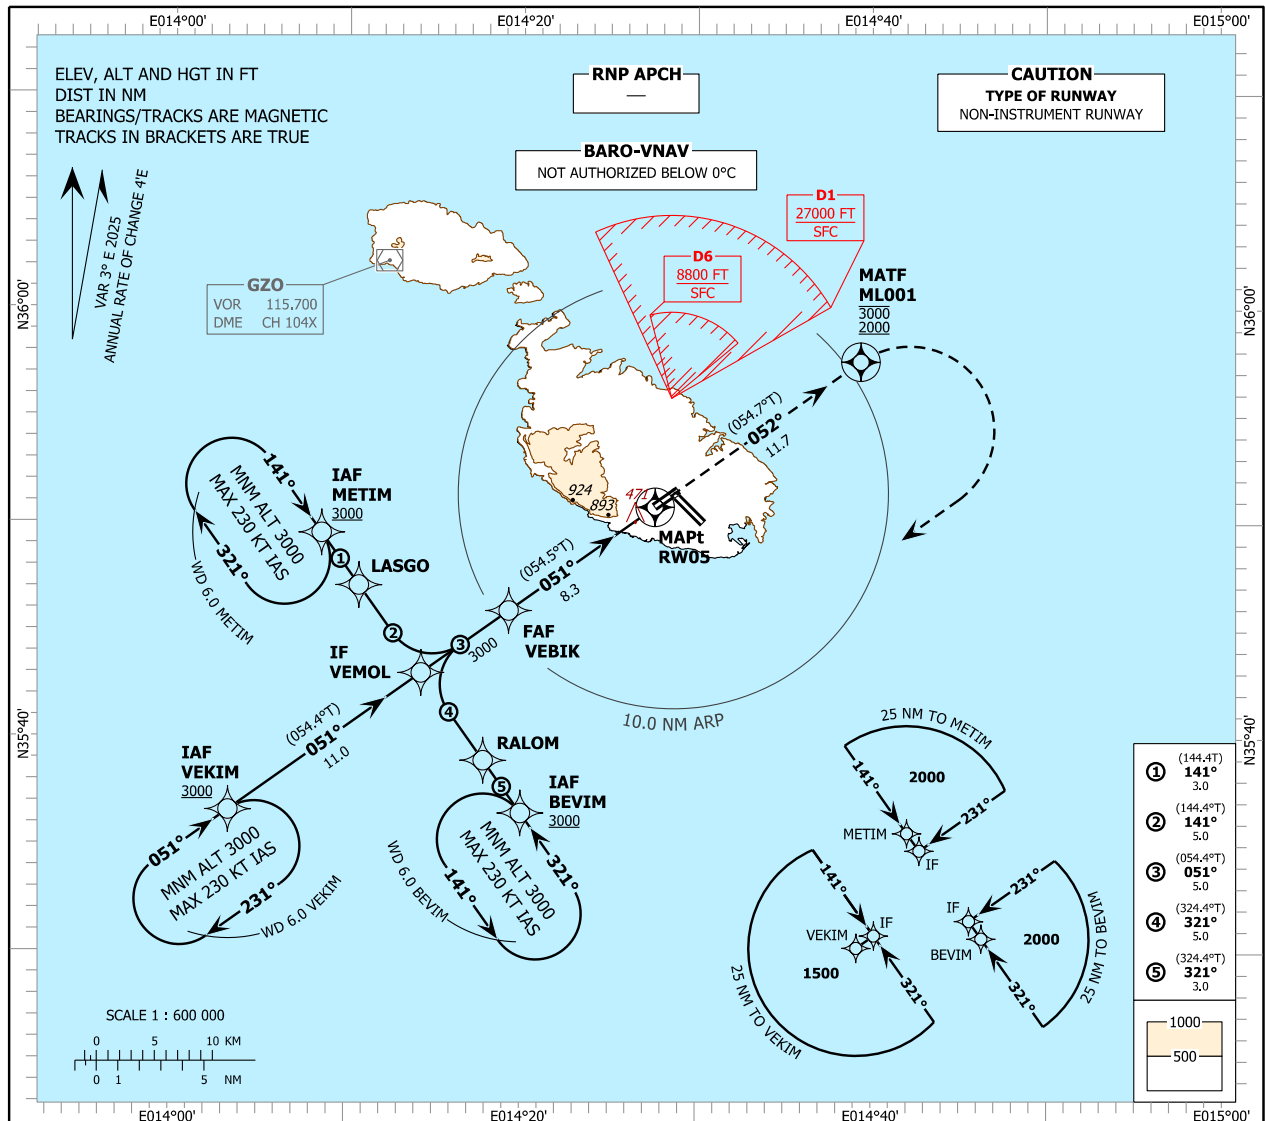 E014°00'
E014°20'
E014°40'
E015°00'
ELEV, ALT AND HGT IN FT
DIST IN NM
BEARINGS/TRACKS ARE MAGNETIC
TRACKS IN BRACKETS ARE TRUE
RNP APCH
—
CAUTION
TYPE OF RUNWAY
NON-INSTRUMENT RUNWAY
BARO-VNAV
NOT AUTHORIZED BELOW 0°C
VAR 3° E 2025
ANNUAL RATE OF CHANGE 4'E
D1
27000 FT
SFC
D6
8800 FT
SFC
MATF
ML001
3000
2000
GZO
VOR 115.700
DME CH 104X
N36°00'
N36°00'
(054.7°T)
052°
11.7
141°
MNM ALT 3000
MAX 230 KT IAS
321°
WD 6.0 METIM
IAF
METIM
3000
1
LASGO
2
924
893
471
MAPt
RW05
(054.5°T)
051°
8.3
FAF
VEBIK
3
3000
IF
VEMOL
4
10.0 NM ARP
(054.4°T)
051°
11.0
RALOM
5
IAF
VEKIM
3000
IAF
BEVIM
3000
051°
MNM ALT 3000
MAX 230 KT IAS
231°
WD 6.0 VEKIM
WD 6.0 BEVIM
MNM ALT 3000
MAX 230 KT IAS
141°
321°
N35°40'
N35°40'
25 NM TO METIM
141°
2000
231°
METIM
IF
141°
IF
VEKIM
1500
321°
25 NM TO VEKIM
231°
IF
BEVIM
2000
321°
25 NM TO BEVIM
1
(144.4T)
141°
3.0
2
(144.4°T)
141°
5.0
3
(054.4°T)
051°
5.0
4
(324.4°T)
321°
5.0
5
(324.4°T)
321°
3.0
1000
500
SCALE 1 : 600 000
0 5 10 KM
0 1 5 NM
E014°00'
E014°20'
E014°40'
E015°00'